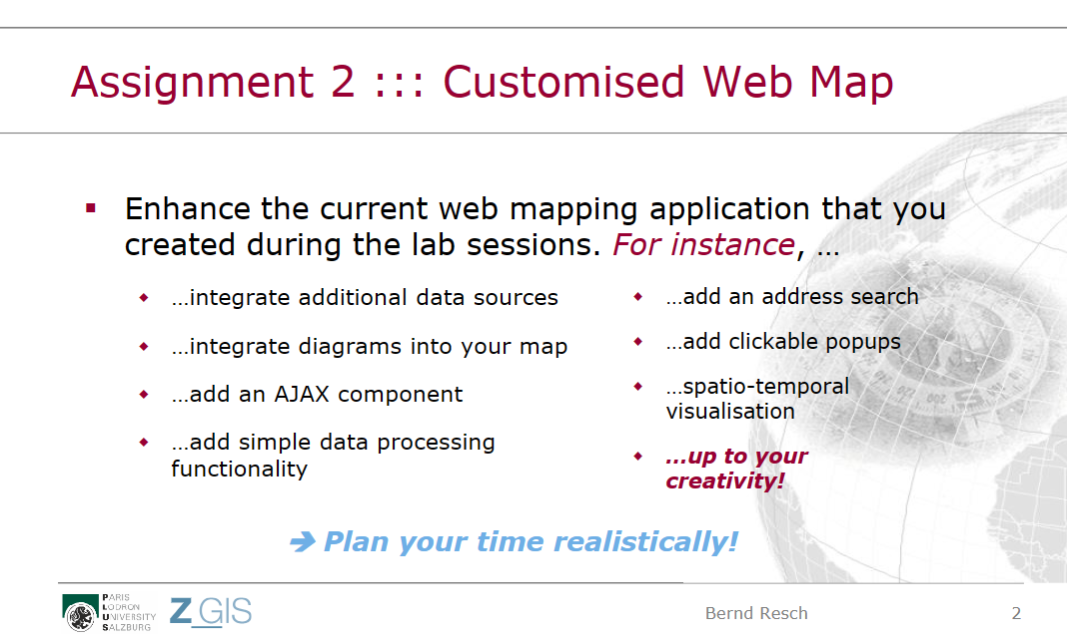 Assignment 2 ::: Customised Web Map
Enhance the current web mapping application that you
created during the lab sessions. For instance, …
…integrate additional data sources
…integrate diagrams into your map
…add an AJAX component
…add simple data processing
functionality
…add an address search
…add clickable popups
…spatio-temporal
visualisation
…up to your
creativity!
➔ Plan your time realistically!
PARIS
LODRON
UNIVERSITY
SALZBURG
Z_GIS
Bernd Resch
2